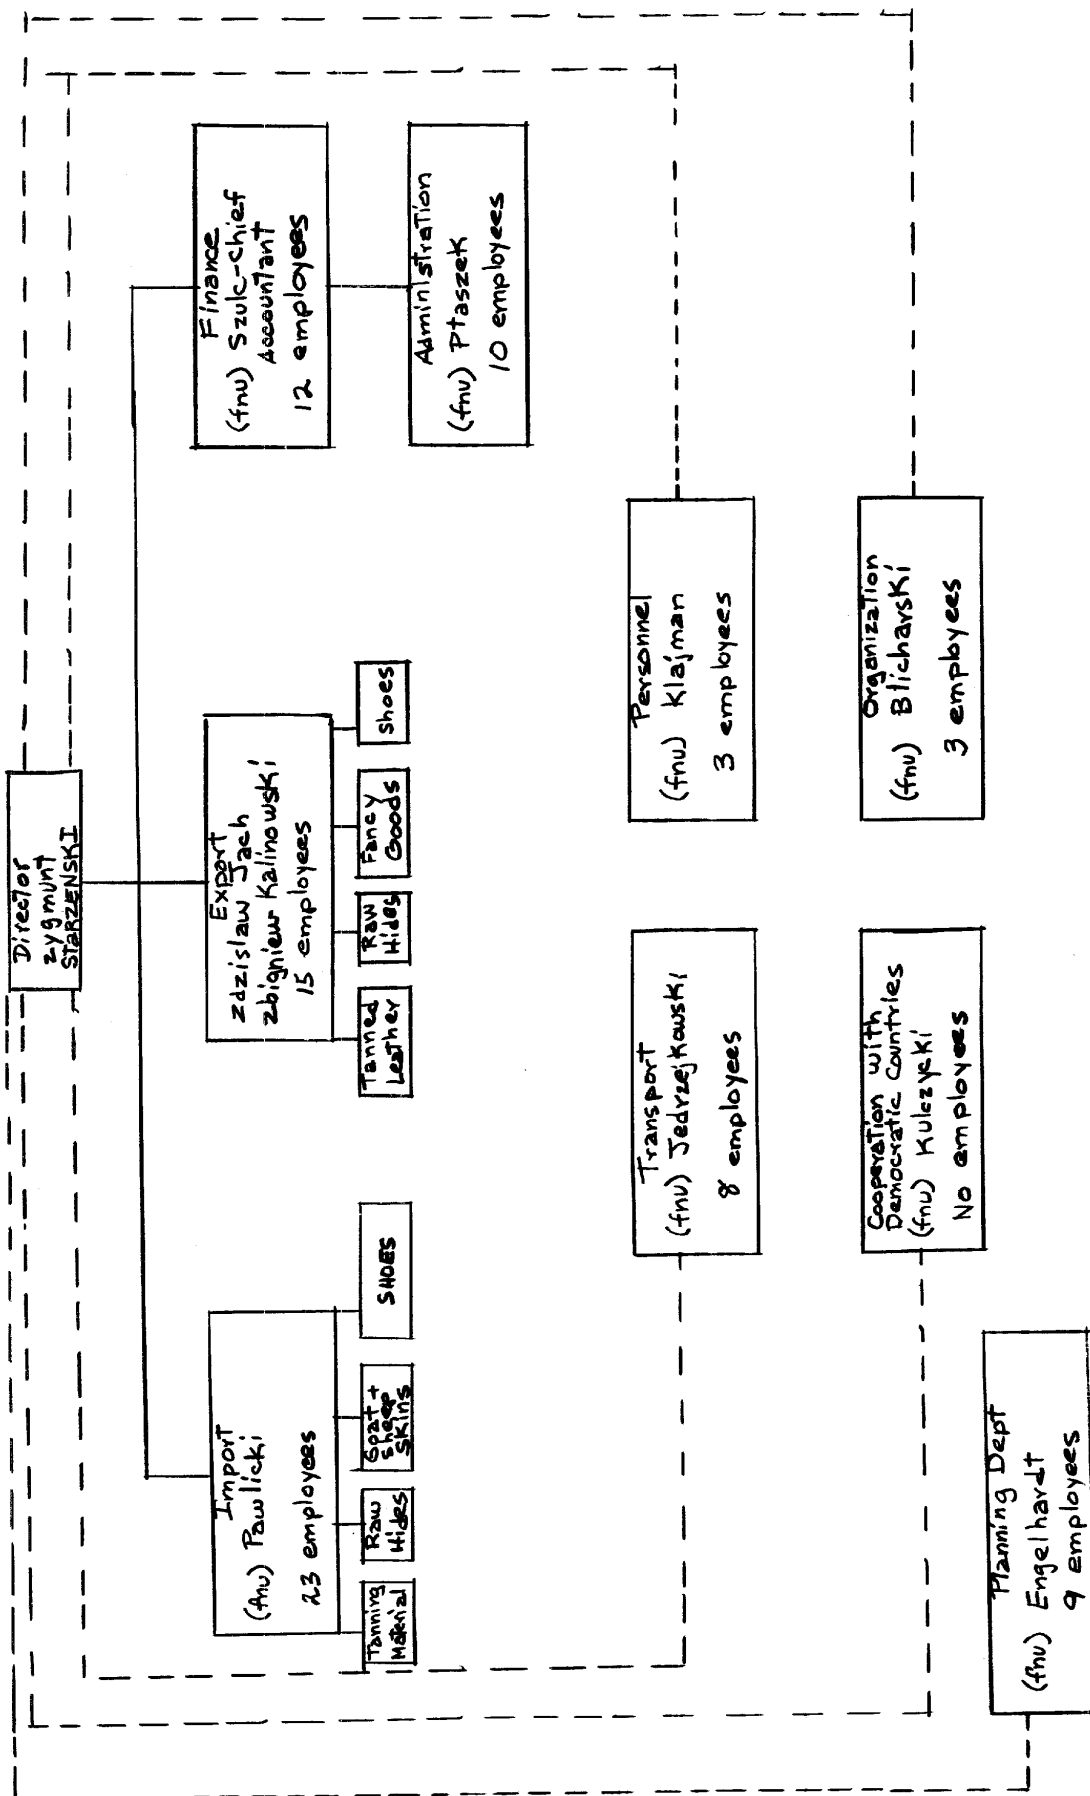 Director
Zygmunt
STARZENSKI
Import
(fnu) Pawlicki
23 employees
Tanning
Material
Raw
Hides
Goat +
Sheep
Skins
SHOES
Export
Zdzislaw Jach
Zbigniew Kalinowski
15 employees
Tanned
Leather
Raw
Hides
Fancy
Goods
shoes
Finance
(fnu) Szulc-chief
Accountant
12 employees
Administration
(fnu) Ptaszek
10 employees
Transport
(fnu) Jedrzejkowski
8 employees
Personnel
(fnu) Klajman
3 employees
Cooperation with
Democratic Countries
(fnu) Kulczycki
No employees
Organization
(fnu) Blicharski
3 employees
Planning Dept
(fnu) Engelhardt
9 employees